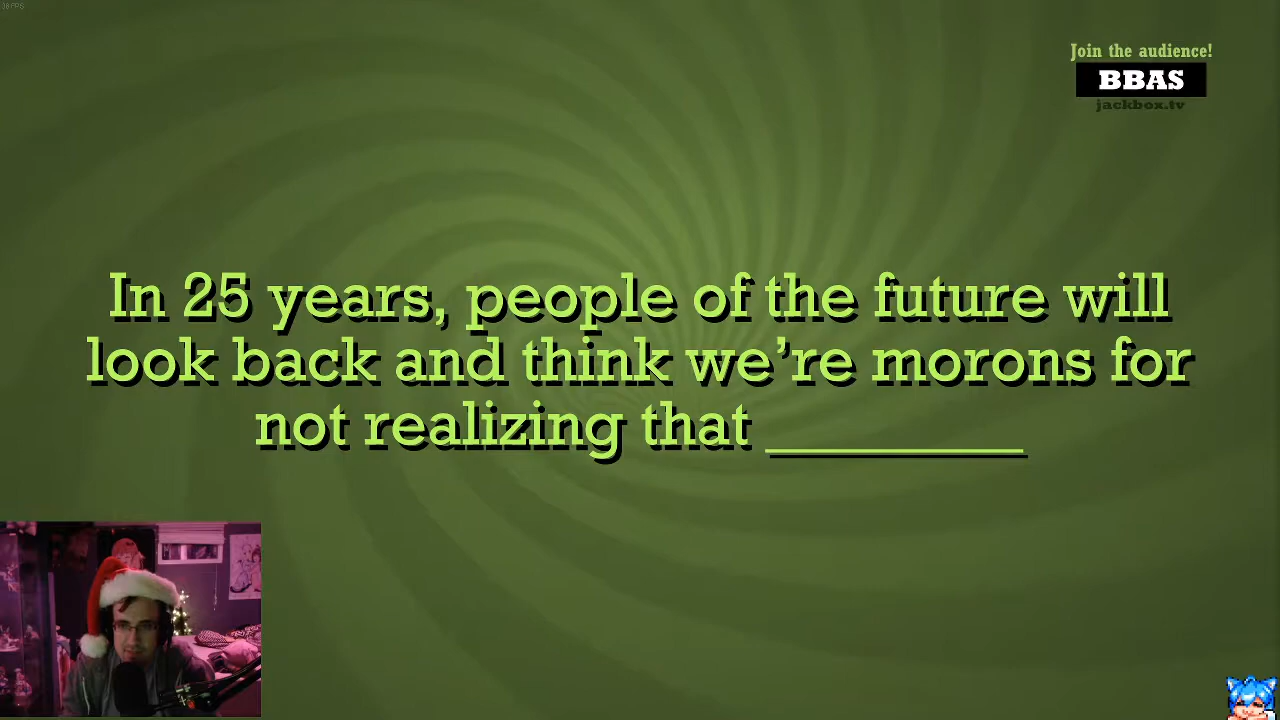 Join the audience!
BBAS
jackbox.tv
In 25 years, people of the future will
look back and think we’re morons for
not realizing that ________